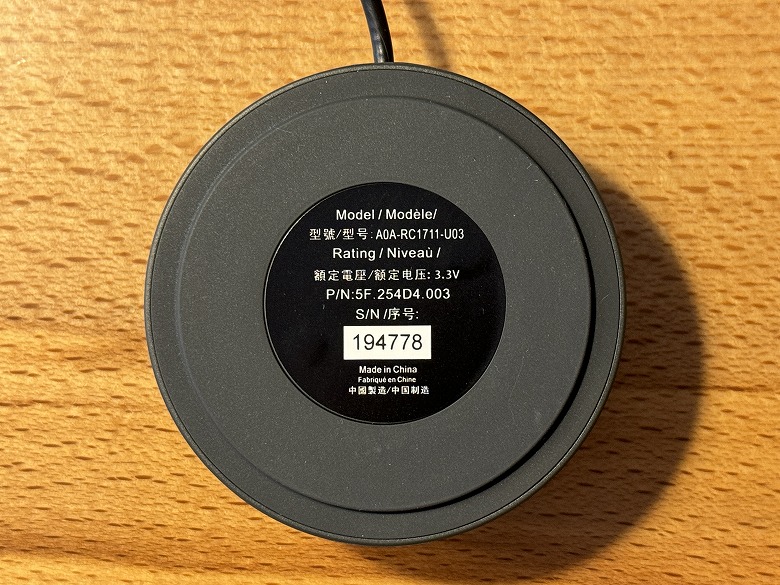 Model / Modèle/
型號/型号: A0A-RC1711-U03
Rating / Niveaù /
額定電壓/额定电压: 3.3V
P/N:5F.254D4.003
S/N /序号:
194778
Made in China
Fabriqué en Chine
中國製造/中国制造